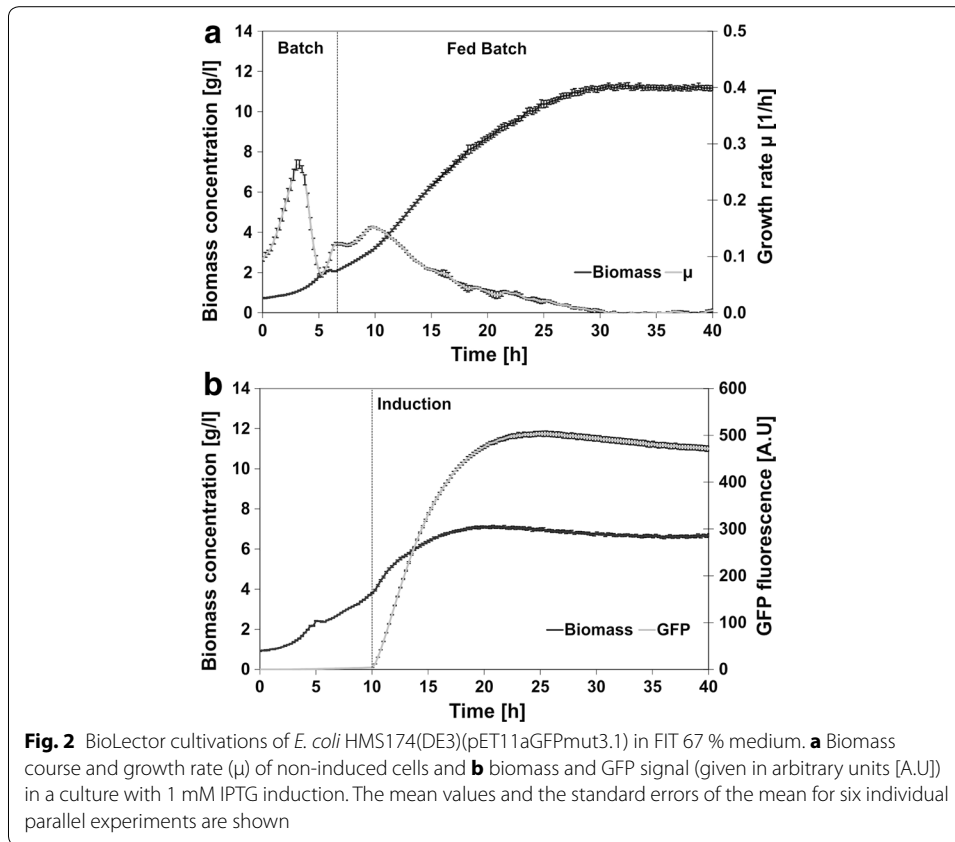 a
Batch
Fed Batch
Biomass concentration [g/l]
14
12
10
8
6
4
2
0
0.5
0.4
0.3
0.2
0.1
0.0
Growth rate µ [1/h]
Biomass
µ
0 5 10 15 20 25 30 35 40
Time [h]
b
Induction
Biomass concentration [g/l]
14
12
10
8
6
4
2
0
600
500
400
300
200
100
0
GFP fluorescence [A.U]
Biomass
GFP
0 5 10 15 20 25 30 35 40
Time [h]
Fig. 2 BioLector cultivations of E. coli HMS174(DE3)(pET11aGFPmut3.1) in FIT 67 % medium. a Biomass
course and growth rate (µ) of non-induced cells and b biomass and GFP signal (given in arbitrary units [A.U])
in a culture with 1 mM IPTG induction. The mean values and the standard errors of the mean for six individual
parallel experiments are shown